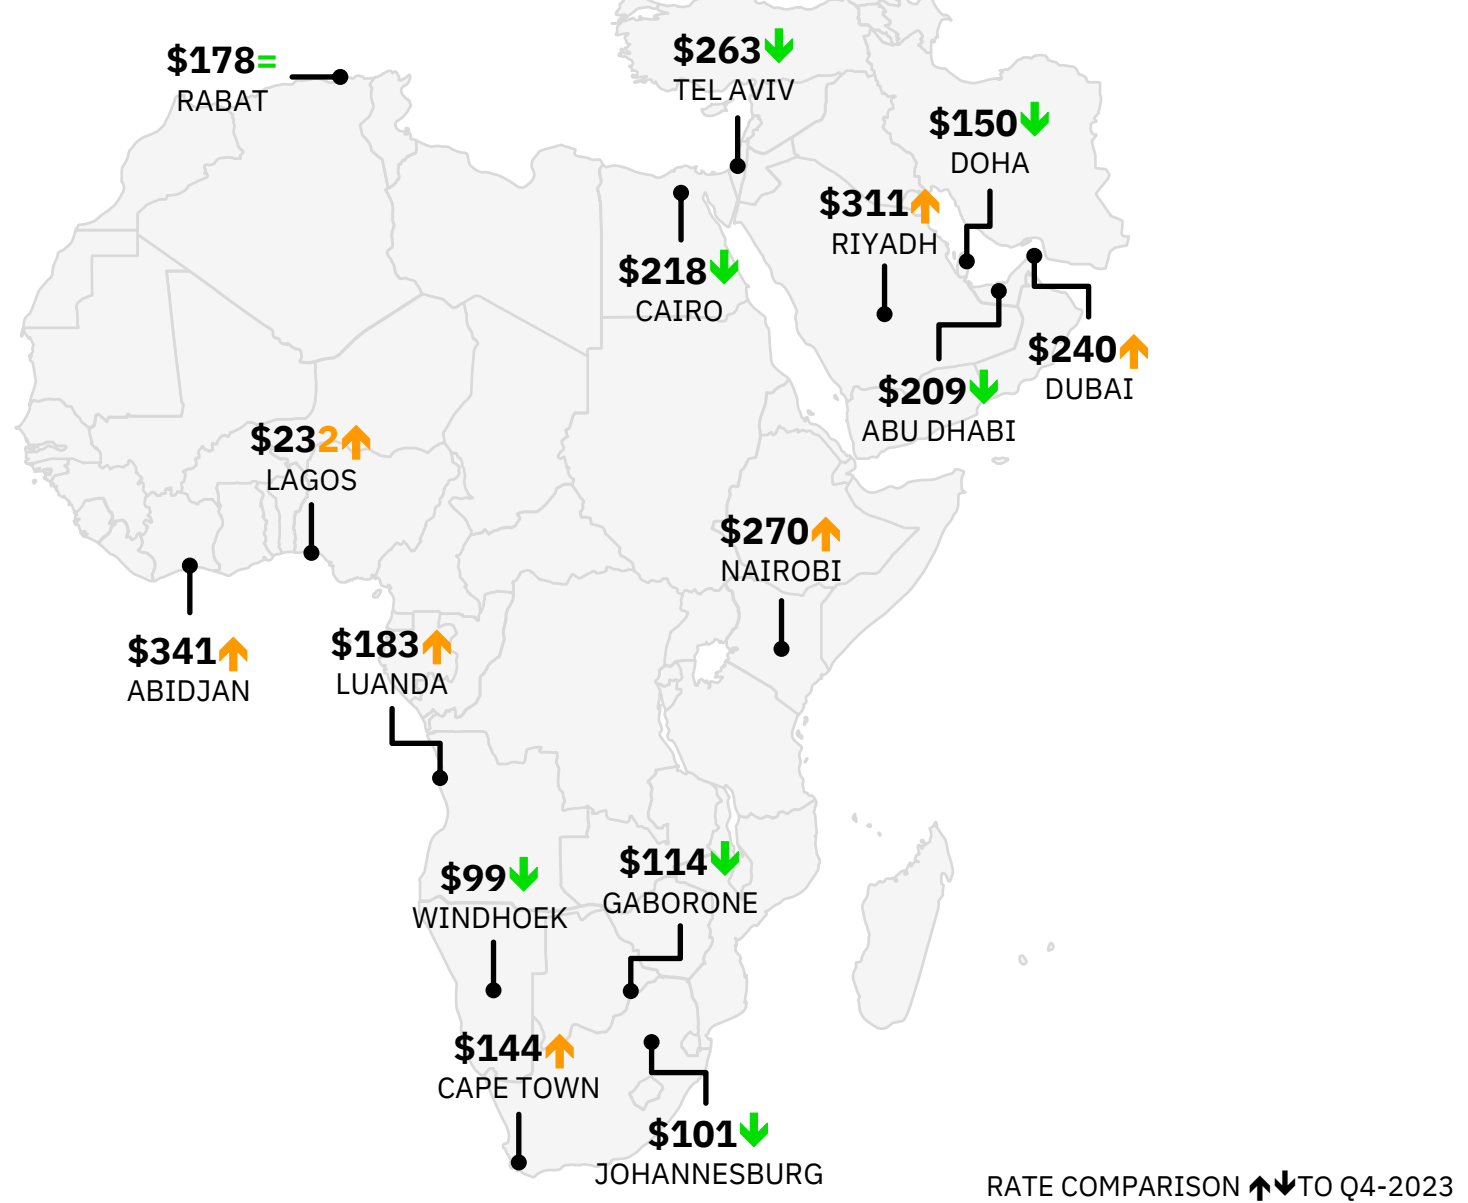 $178=
RABAT
$263↓
TEL AVIV
$150↓
DOHA
$311↑
RIYADH
$218↓
CAIRO
$240↑
DUBAI
$209↓
ABU DHABI
$232↑
LAGOS
$270↑
NAIROBI
$341↑
ABIDJAN
$183↑
LUANDA
$99↓
WINDHOEK
$114↓
GABORONE
$144↑
CAPE TOWN
$101↓
JOHANNESBURG
RATE COMPARISON ↑↓TO Q4-2023